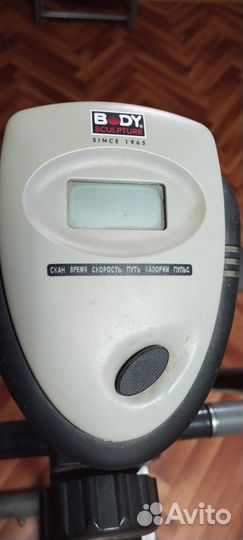 BODY
SCULPTURE
SINCE 1965
СКАН ВРЕМЯ СКОРОСТЬ ПУТЬ КАЛОРИИ ПУЛЬС
Avito